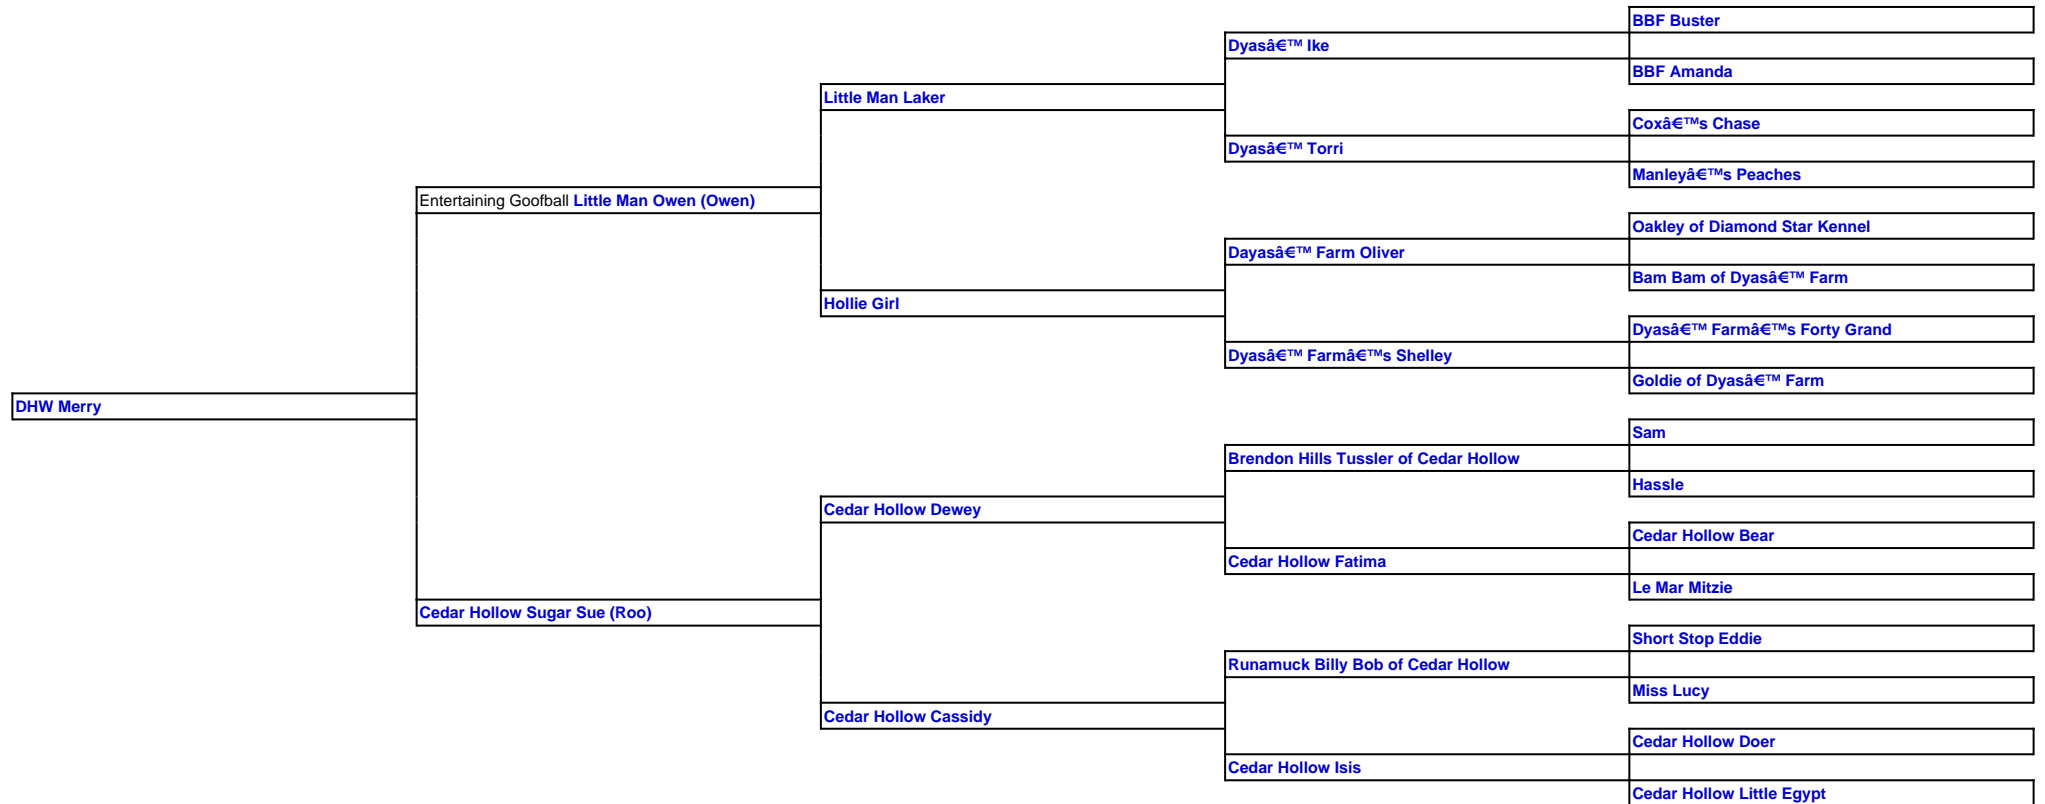 BBF Buster
Dyasâ€™ Ike
BBF Amanda
Little Man Laker
Coxâ€™s Chase
Dyasâ€™ Torri
Manleyâ€™s Peaches
Entertaining Goofball Little Man Owen (Owen)
Oakley of Diamond Star Kennel
Dayasâ€™ Farm Oliver
Bam Bam of Dyasâ€™ Farm
Hollie Girl
Dyasâ€™ Farmâ€™s Forty Grand
Dyasâ€™ Farmâ€™s Shelley
Goldie of Dyasâ€™ Farm
DHW Merry
Sam
Brendon Hills Tussler of Cedar Hollow
Hassle
Cedar Hollow Dewey
Cedar Hollow Bear
Cedar Hollow Fatima
Le Mar Mitzie
Cedar Hollow Sugar Sue (Roo)
Short Stop Eddie
Runamuck Billy Bob of Cedar Hollow
Miss Lucy
Cedar Hollow Cassidy
Cedar Hollow Doer
Cedar Hollow Isis
Cedar Hollow Little Egypt